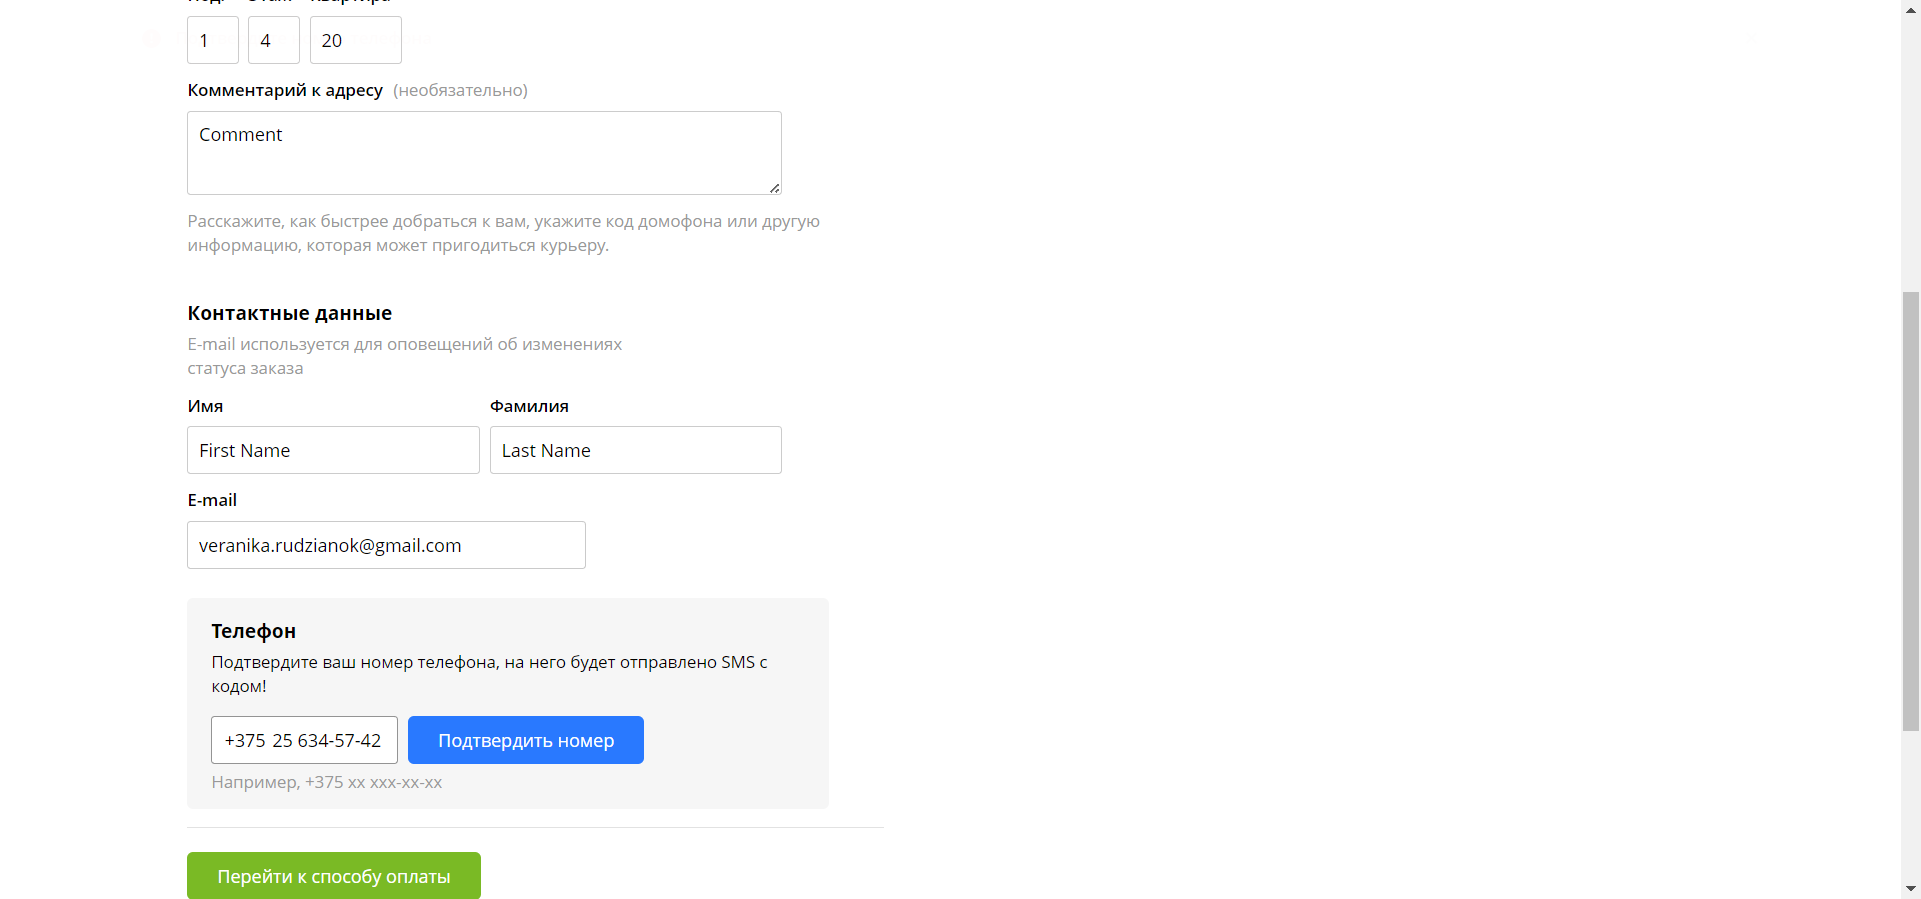 1 4 20
Комментарий к адресу (необязательно)
Comment
Расскажите, как быстрее добраться к вам, укажите код домофона или другую
информацию, которая может пригодиться курьеру.
Контактные данные
E-mail используется для оповещений об изменениях
статуса заказа
Имя Фамилия
First Name Last Name
E-mail
veranika.rudzianok@gmail.com
Телефон
Подтвердите ваш номер телефона, на него будет отправлено SMS с
кодом!
+375 25 634-57-42 Подтвердить номер
Например, +375 xx xxx-xx-xx
Перейти к способу оплаты